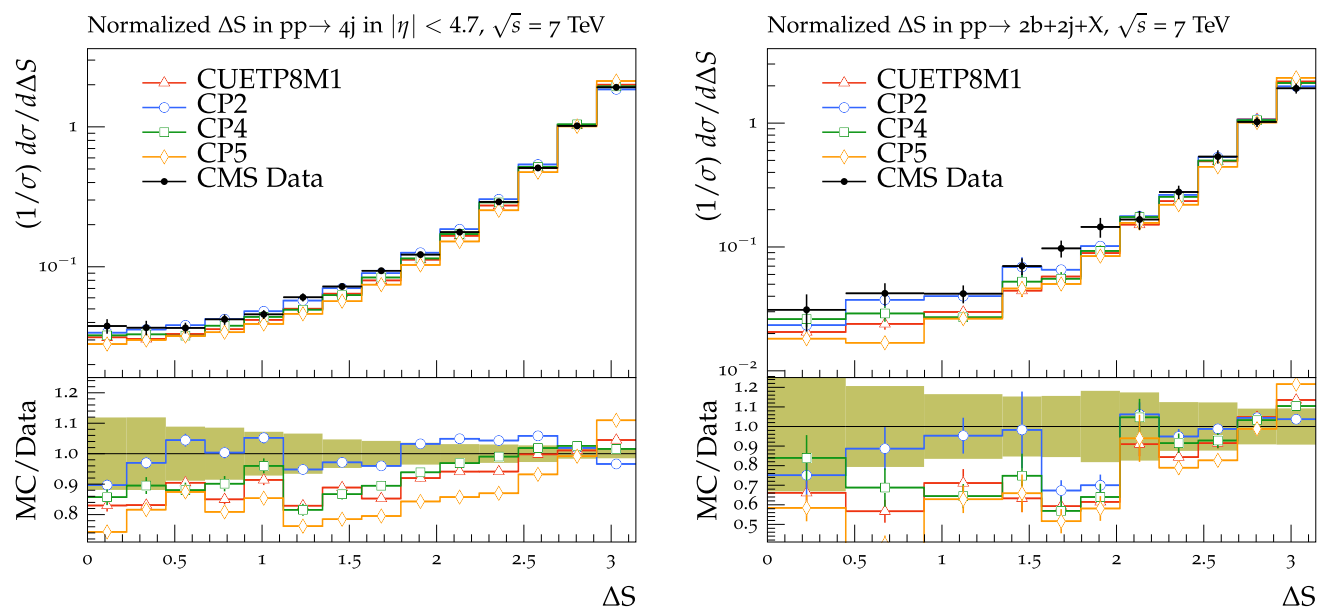 Normalized ΔS in pp→ 4j in |η| < 4.7, √s = 7 TeV
(1/σ) dσ/dΔS
1
10⁻¹
CUETP8M1
CP2
CP4
CP5
CMS Data
MC/Data
1.2
1.1
1.0
0.9
0.8
0 0.5 1 1.5 2 2.5 3
ΔS
Normalized ΔS in pp→ 2b+2j+X, √s = 7 TeV
(1/σ) dσ/dΔS
1
10⁻¹
10⁻²
CUETP8M1
CP2
CP4
CP5
CMS Data
MC/Data
1.2
1.1
1.0
0.9
0.8
0.7
0.6
0.5
0 0.5 1 1.5 2 2.5 3
ΔS